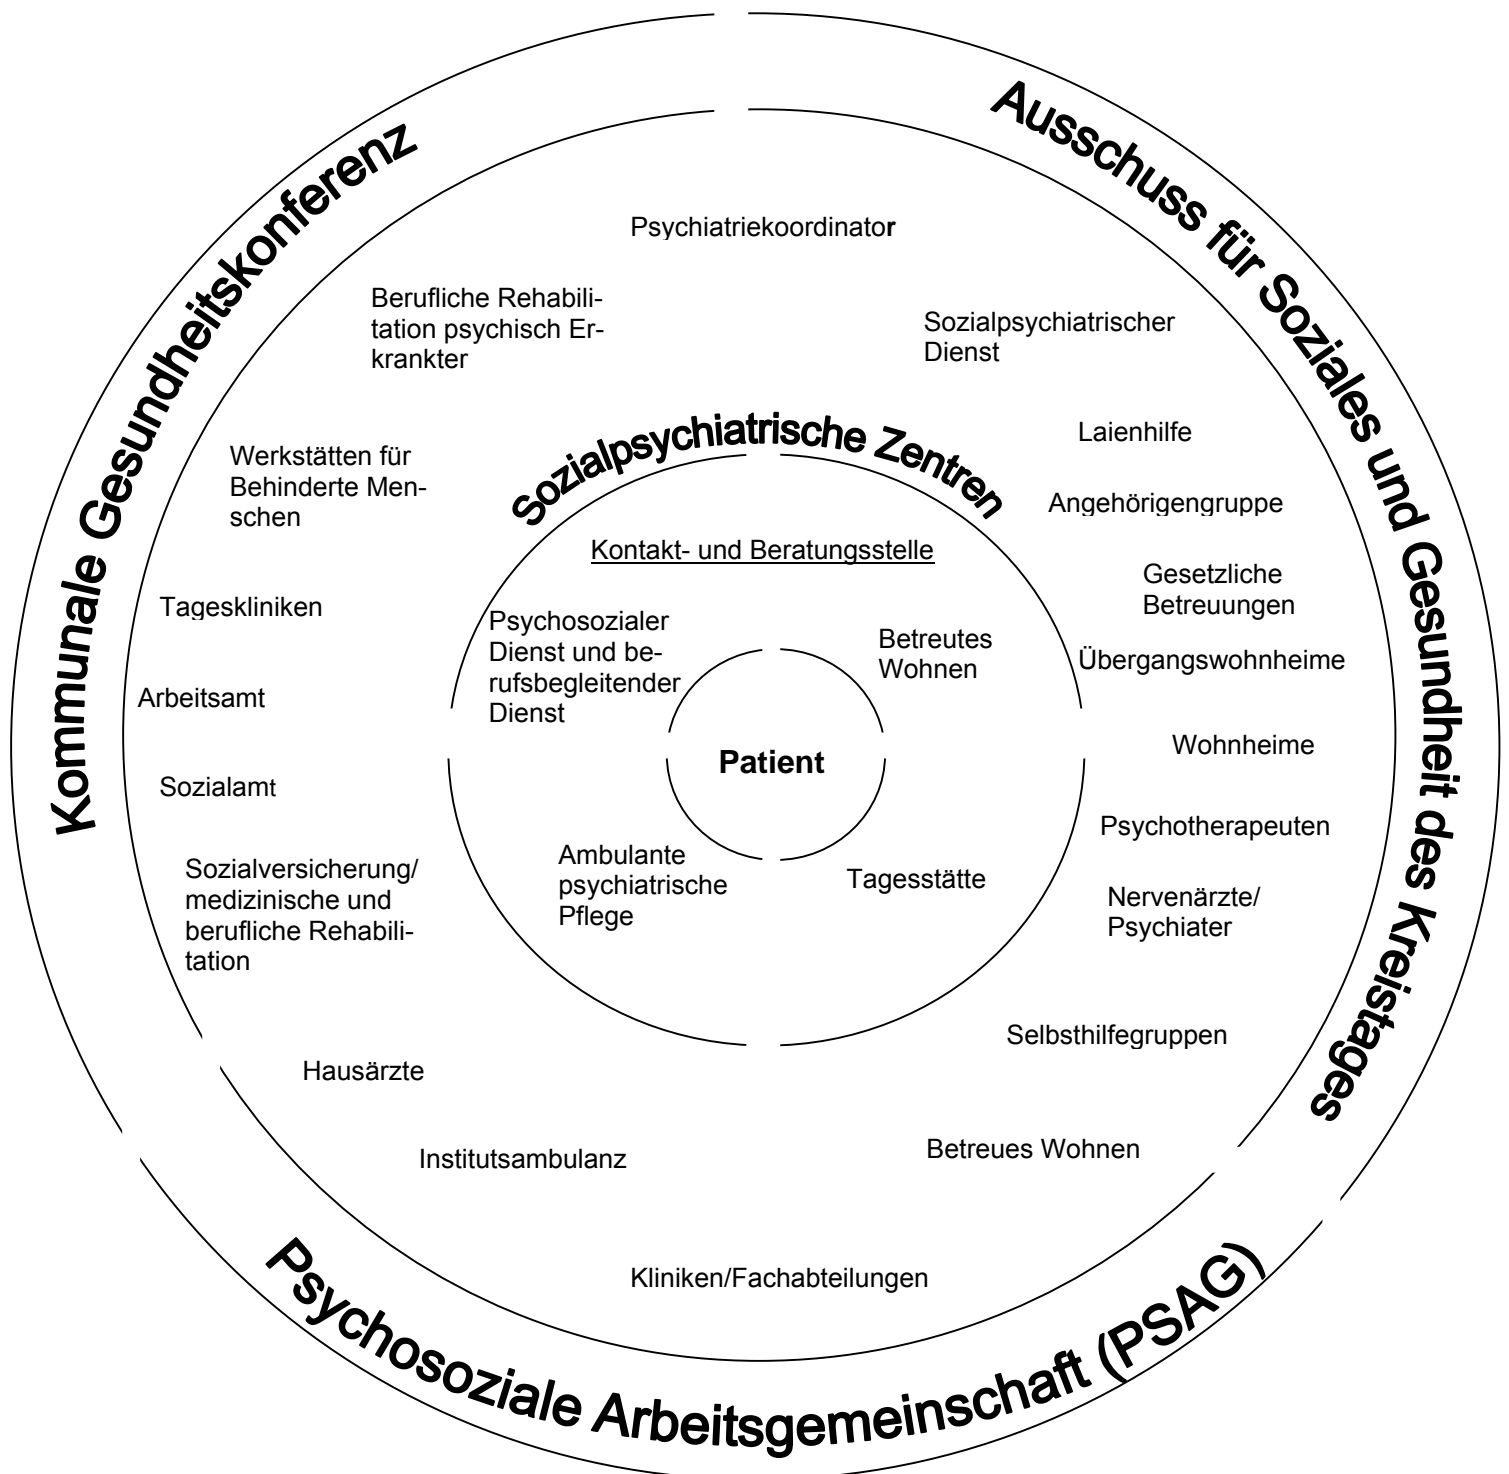 Kommunale Gesundheitskonferenz
Ausschuss für Soziales und Gesundheit des Kreistages
Psychiatriekoordinator
Berufliche Rehabili-
tation psychisch Er-
krankter
Sozialpsychiatrischer
Dienst
Laienhilfe
Werkstätten für
Behinderte Men-
schen
Angehörigengruppe
Sozialpsychiatrische Zentren
Kontakt- und Beratungsstelle
Gesetzliche
Betreuungen
Tageskliniken
Psychosozialer
Dienst und be-
rufsbegleitender
Dienst
Betreutes
Wohnen
Übergangswohnheime
Arbeitsamt
Wohnheime
Patient
Sozialamt
Psychotherapeuten
Sozialversicherung/
medizinische und
berufliche Rehabili-
tation
Ambulante
psychiatrische
Pflege
Tagesstätte
Nervenärzte/
Psychiater
Selbsthilfegruppen
Hausärzte
Betreues Wohnen
Institutsambulanz
Kliniken/Fachabteilungen
Psychosoziale Arbeitsgemeinschaft (PSAG)